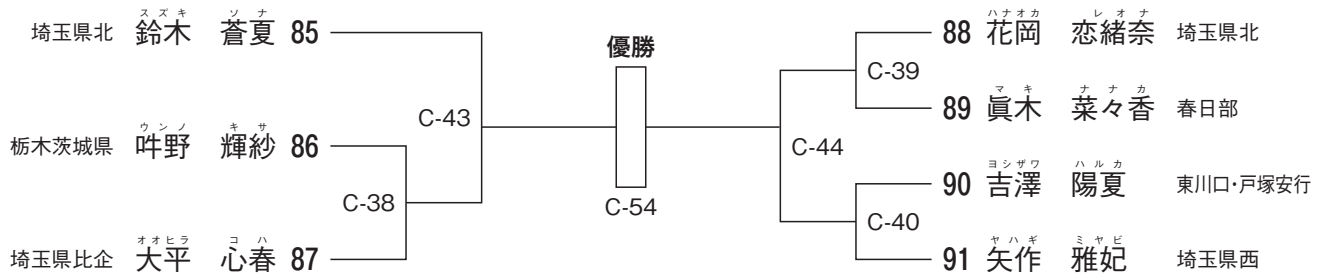 スズキ ソナ
埼玉県北 鈴木 蒼夏 85
ウンノ キサ
栃木茨城県 吽野 輝紗 86
オオヒラ コハ
埼玉県比企 大平 心春 87
C-43
C-38
優勝
C-54
ハナオカ レオナ
88 花岡 恋緒奈 埼玉県北
C-39
マキ ナナカ
89 眞木 菜々香 春日部
C-44
ヨシザワ ハルカ
90 吉澤 陽夏 東川口・戸塚安行
C-40
ヤハギ ミヤビ
91 矢作 雅妃 埼玉県西